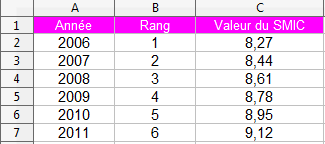 A B C
1 Année Rang Valeur du SMIC
2 2006 1 8,27
3 2007 2 8,44
4 2008 3 8,61
5 2009 4 8,78
6 2010 5 8,95
7 2011 6 9,12